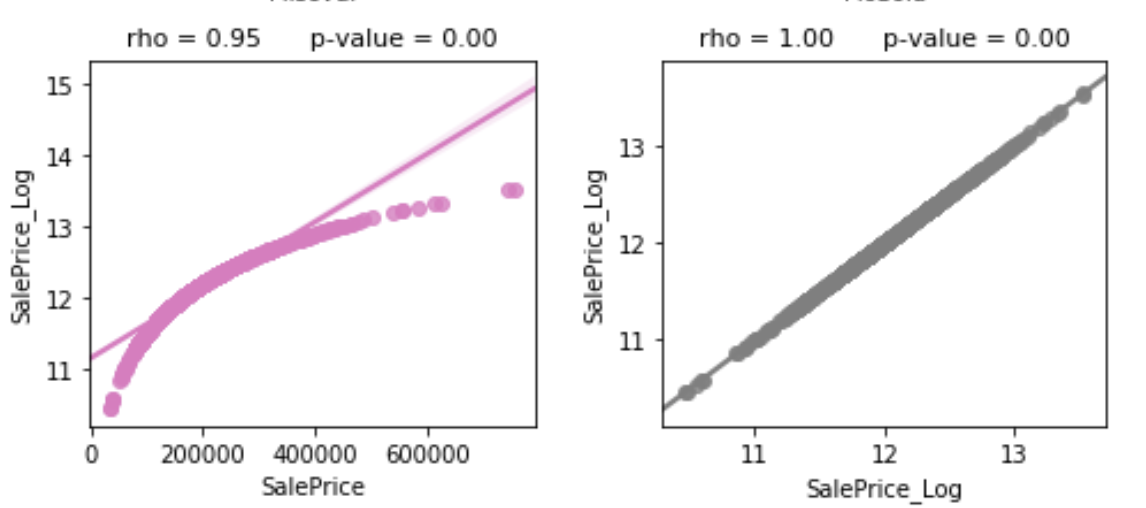 rho = 0.95 p-value = 0.00
15
14
13
12
11
SalePrice_Log
0 200000 400000 600000
SalePrice
rho = 1.00 p-value = 0.00
13
12
11
SalePrice_Log
11 12 13
SalePrice_Log